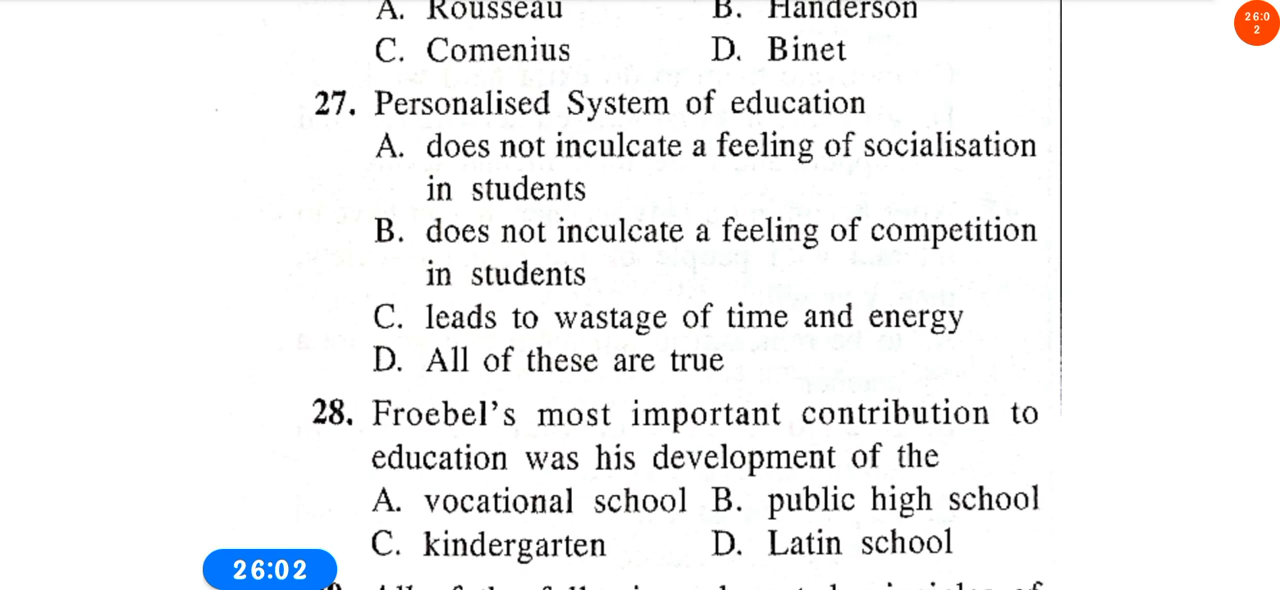 A. Rousseau B. Handerson
26:0
2
C. Comenius D. Binet
27. Personalised System of education
A. does not inculcate a feeling of socialisation
in students
B. does not inculcate a feeling of competition
in students
C. leads to wastage of time and energy
D. All of these are true
28. Froebel's most important contribution to
education was his development of the
A. vocational school B. public high school
C. kindergarten D. Latin school
26:02